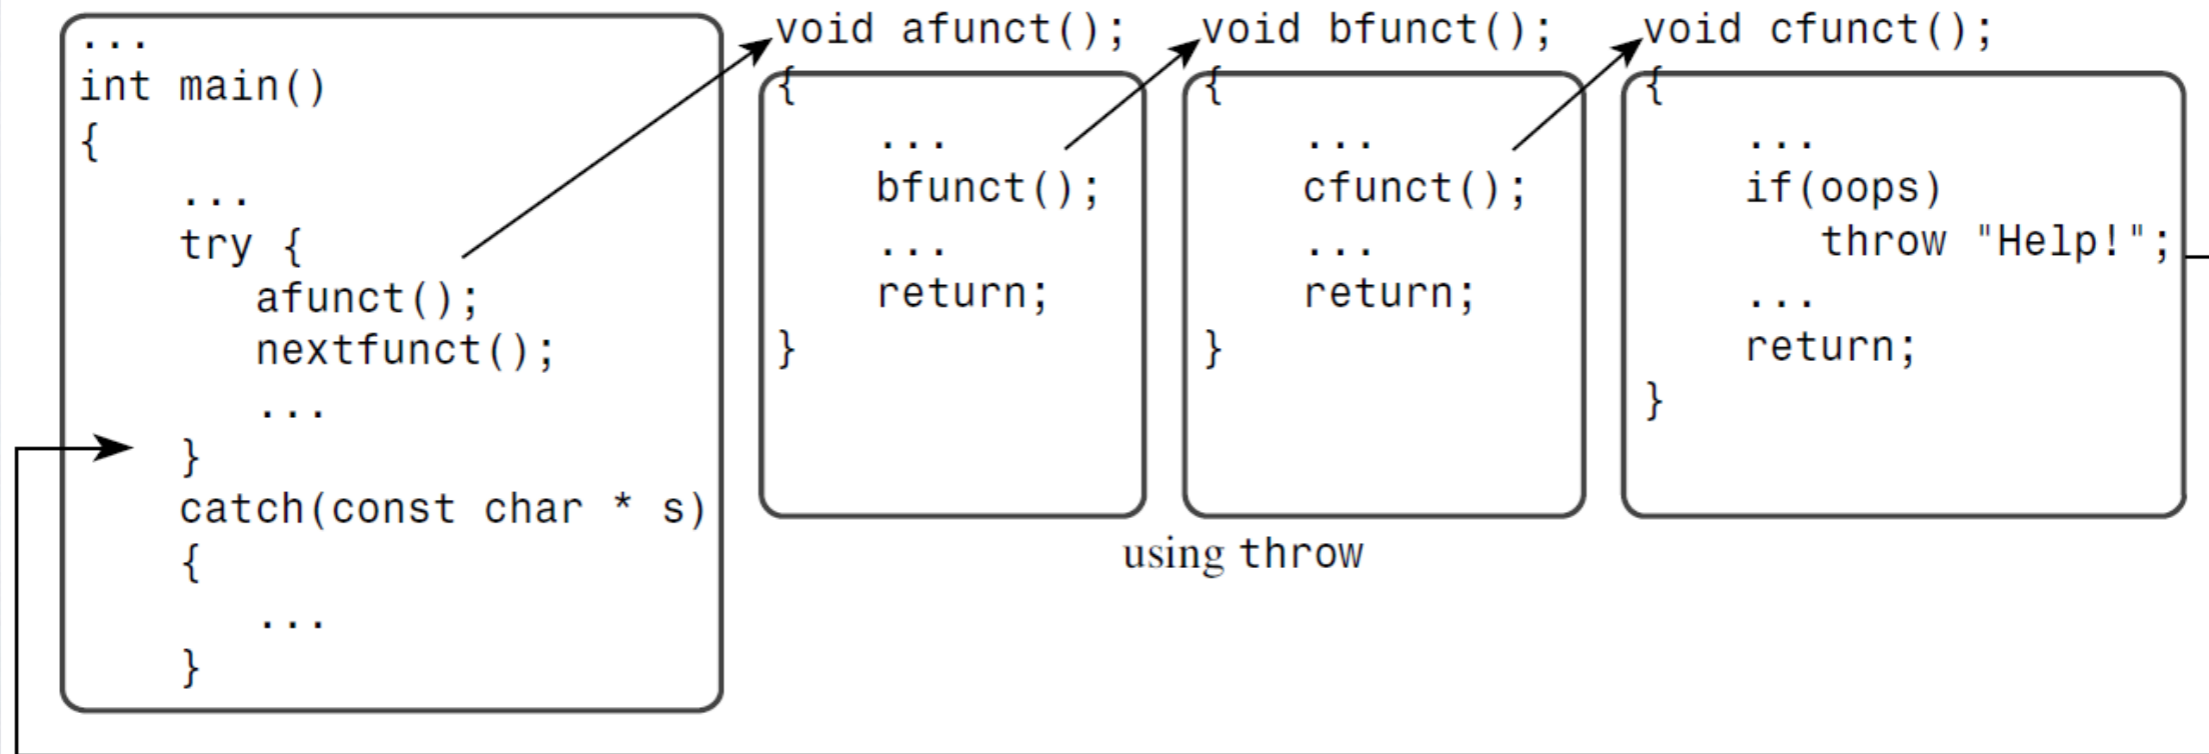 ...
int main()
{
...
try {
afunct();
nextfunct();
...
}
catch(const char * s)
{
...
}
void afunct();
{
...
bfunct();
...
return;
}
void bfunct();
{
...
cfunct();
...
return;
}
void cfunct();
{
...
if(oops)
throw "Help!";
...
return;
}
using throw